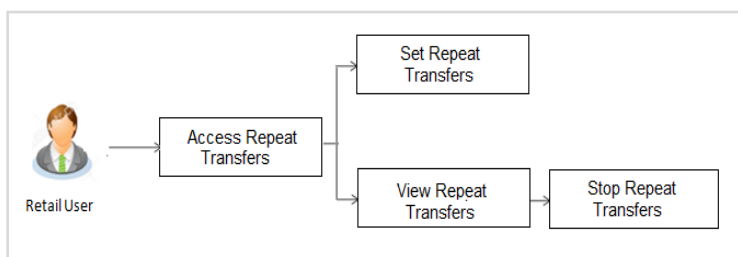 Set Repeat
Transfers
Access Repeat
Transfers
Retail User
View Repeat
Transfers
Stop Repeat
Transfers